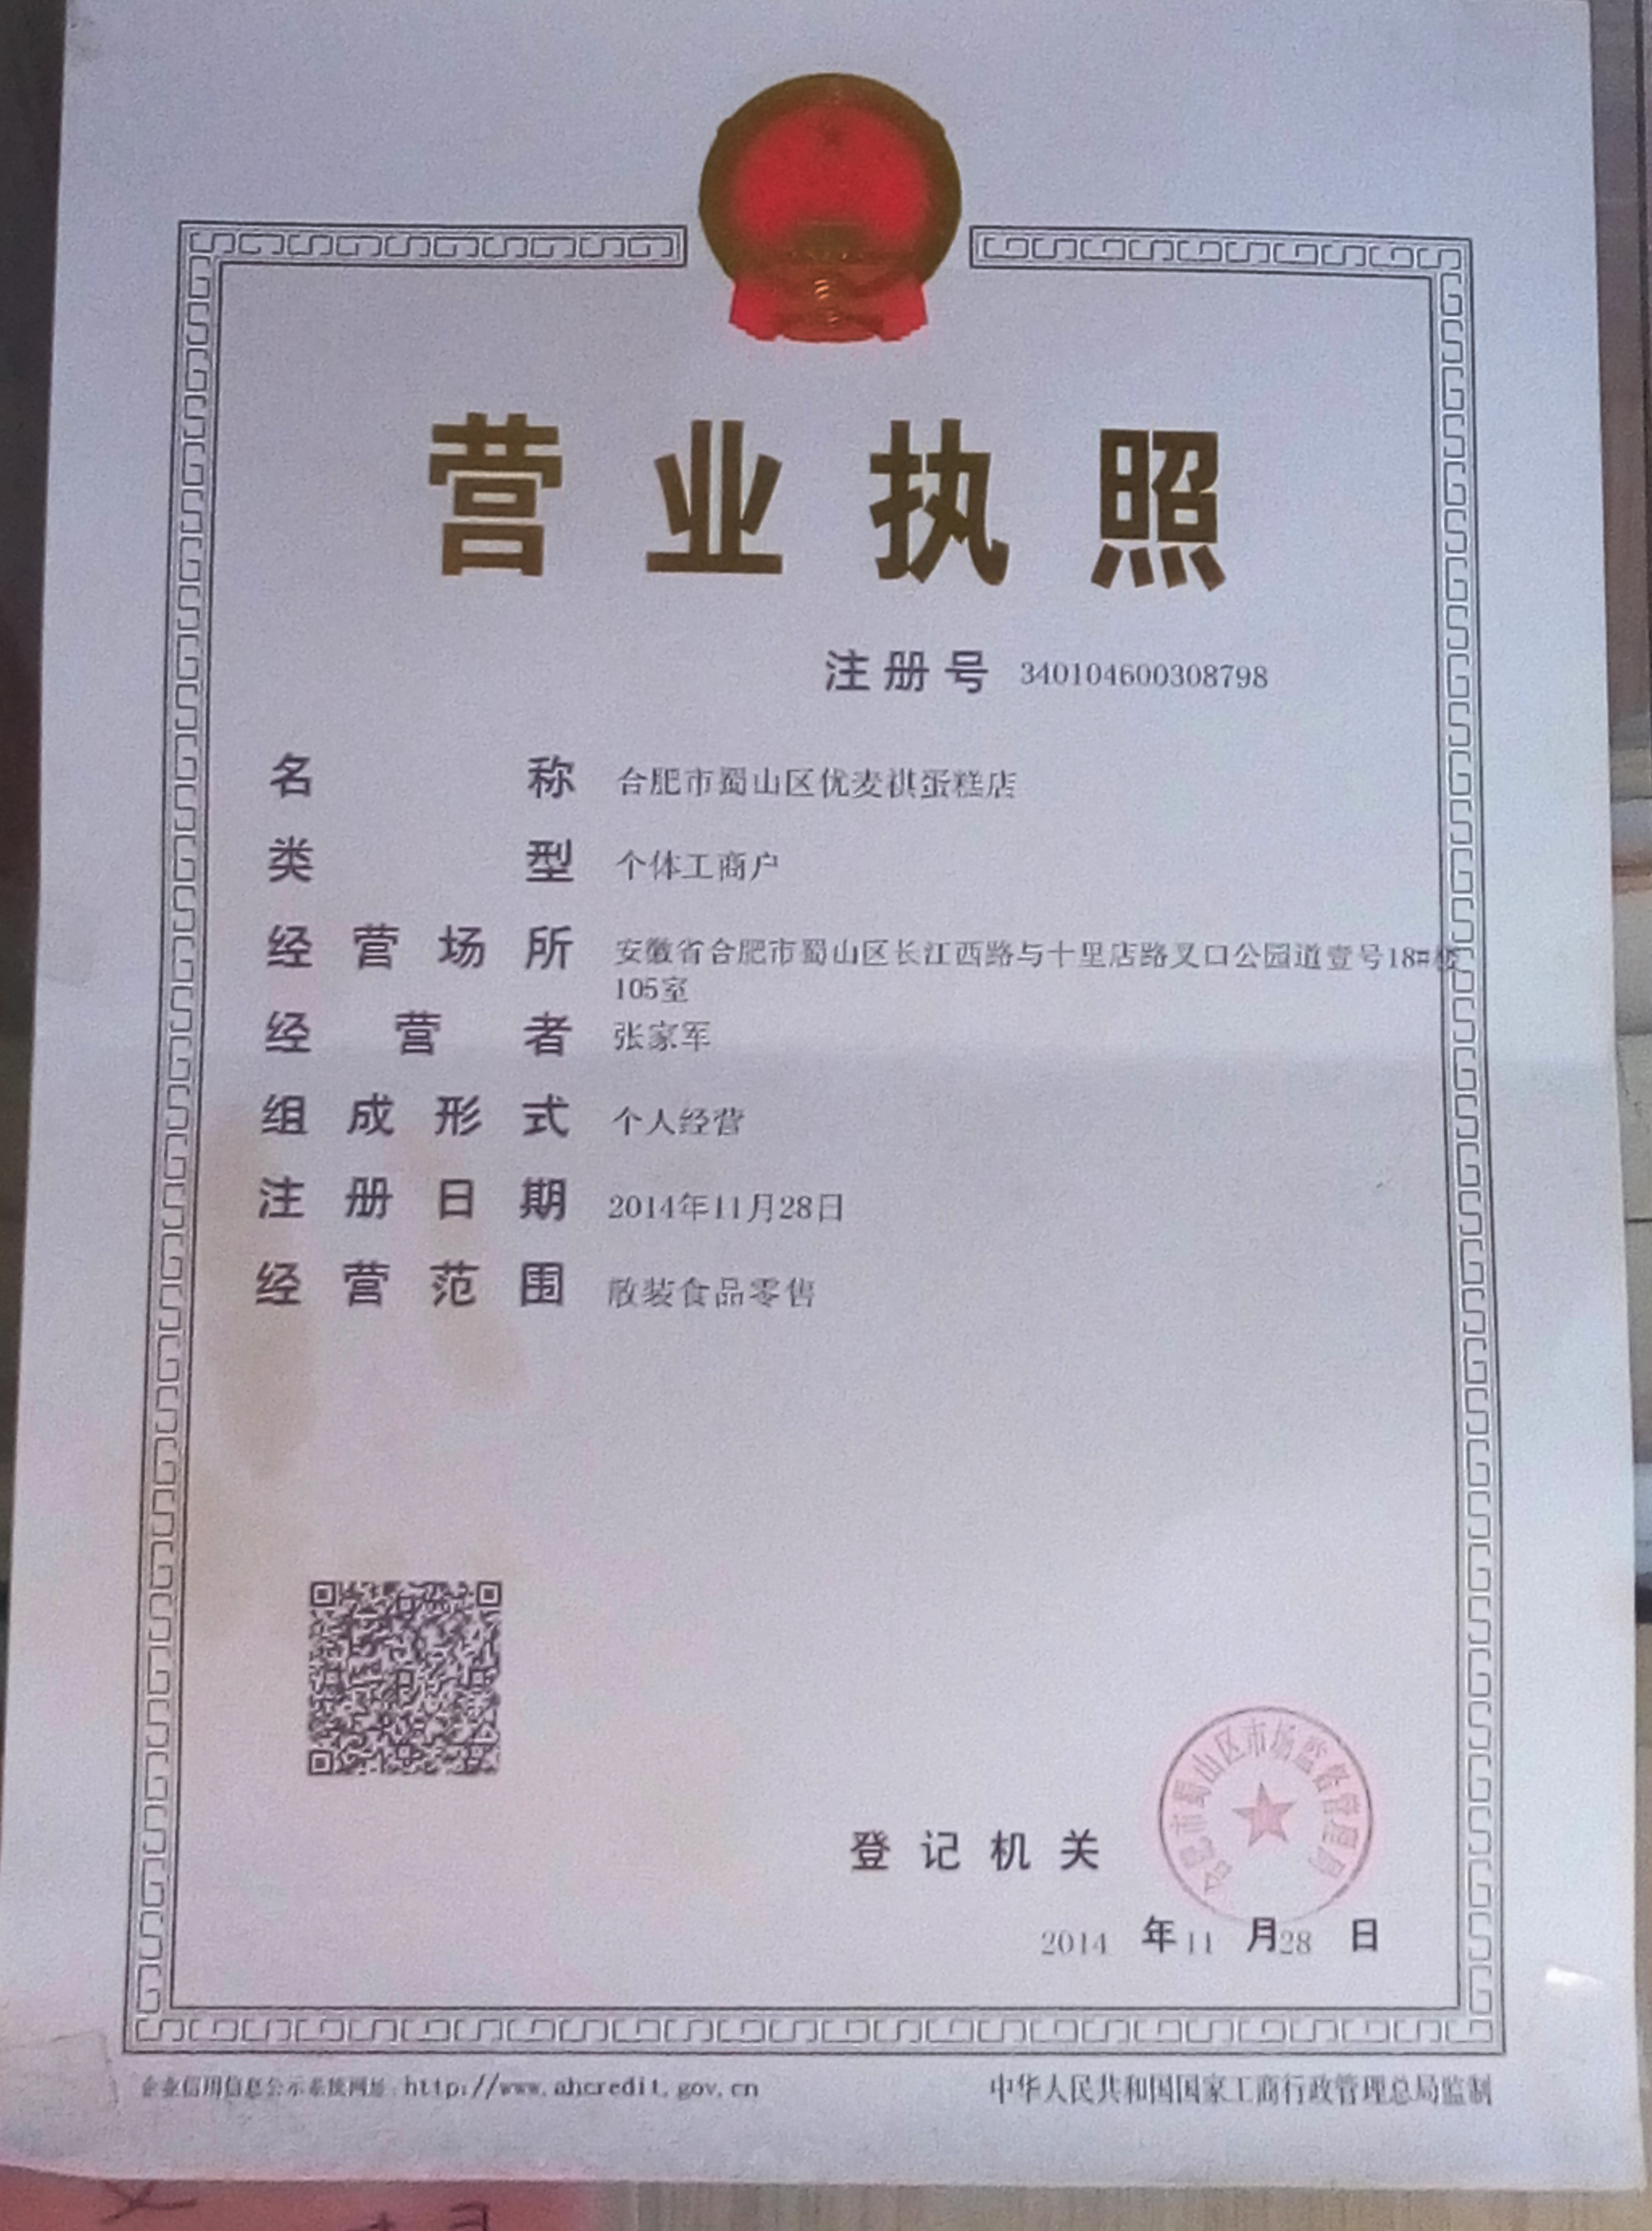 营业执照
注册号 340104600308798
名称 合肥市蜀山区优麦祺蛋糕店
类型 个体工商户
经营场所 安徽省合肥市蜀山区长江西路与十里店路叉口公园道壹号18#楼
105室
经营者 张家军
组成形式 个人经营
注册日期 2014年11月28日
经营范围 散装食品零售
合肥市蜀山区市场监督管理局
登记机关
2014 年 11 月 28 日
企业信用信息公示系统网址:http://www.ahcredit.gov.cn
中华人民共和国国家工商行政管理总局监制